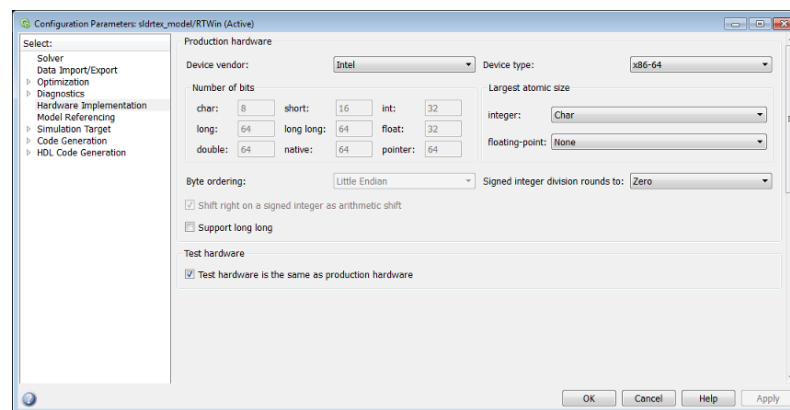 Configuration Parameters: sldrtex_model/RTWin (Active)
Select:
Solver
Data Import/Export
Optimization
Diagnostics
Hardware Implementation
Model Referencing
Simulation Target
Code Generation
HDL Code Generation
Production hardware
Device vendor: Intel Device type: x86-64
Number of bits Largest atomic size
char: 8 short: 16 int: 32
integer: Char
long: 64 long long: 64 float: 32
floating-point: None
double: 64 native: 64 pointer: 64
Byte ordering: Little Endian Signed integer division rounds to: Zero
Shift right on a signed integer as arithmetic shift
Support long long
Test hardware
Test hardware is the same as production hardware
OK Cancel Help Apply